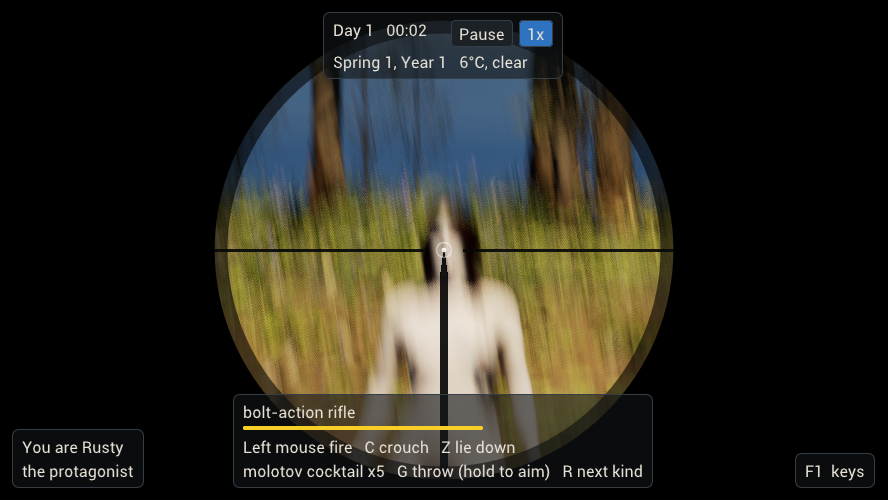 Day 1 00:02 Pause 1x
Spring 1, Year 1 6°C, clear
bolt-action rifle
Left mouse fire C crouch Z lie down
molotov cocktail x5 G throw (hold to aim) R next kind
You are Rusty
the protagonist
F1 keys